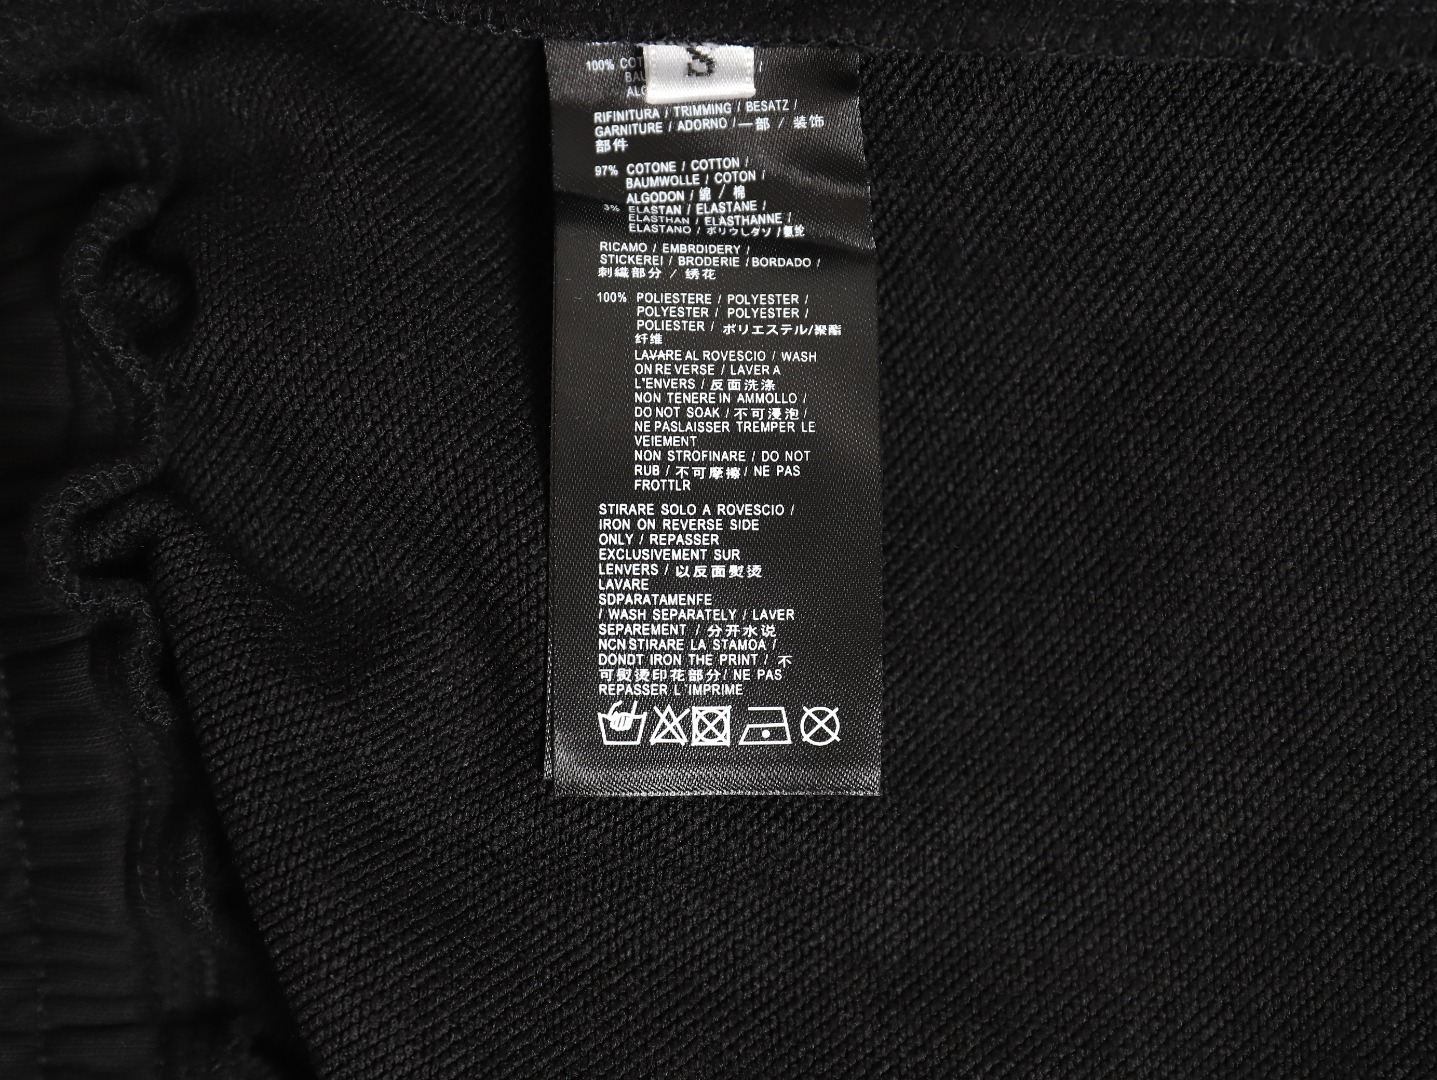 S
100% COT
BAU
ALG
RIFINITURA / TRIMMING / BESATZ /
GARNITURE / ADORNO /一部 / 装饰
部件
97% COTONE / COTTON /
BAUMWOLLE / COTON /
ALGODON / 綿 / 棉
3% ELASTAN / ELASTANE /
ELASTHAN / ELASTHANNE /
ELASTANO / ポリウレタン /氨纶
RICAMO / EMBRDIDERY /
STICKEREI / BRODERIE /BORDADO /
刺繍部分 / 绣花
100% POLIESTERE / POLYESTER /
POLYESTER / POLYESTER /
POLIESTER / ポリエステル/聚酯
纤维
LAVARE AL ROVESCIO / WASH
ON REVERSE / LAVER A
L"ENVERS / 反面洗涤
NON TENERE IN AMMOLLO /
DO NOT SOAK / 不可浸泡 /
NE PASLAISSER TREMPER LE
VEIEMENT
NON STROFINARE / DO NOT
RUB / 不可摩擦 / NE PAS
FROTTLR
STIRARE SOLO A ROVESCIO /
IRON ON REVERSE SIDE
ONLY / REPASSER
EXCLUSIVEMENT SUR
LENVERS / 以反面熨烫
LAVARE
SDPARATAMENFE
/ WASH SEPARATELY / LAVER
SEPAREMENT / 分开水说
NCN STIRARE LA STAMOA /
DONDT IRON THE PRINT / 不
可熨烫印花部分/ NE PAS
REPASSER L 'IMPRIME